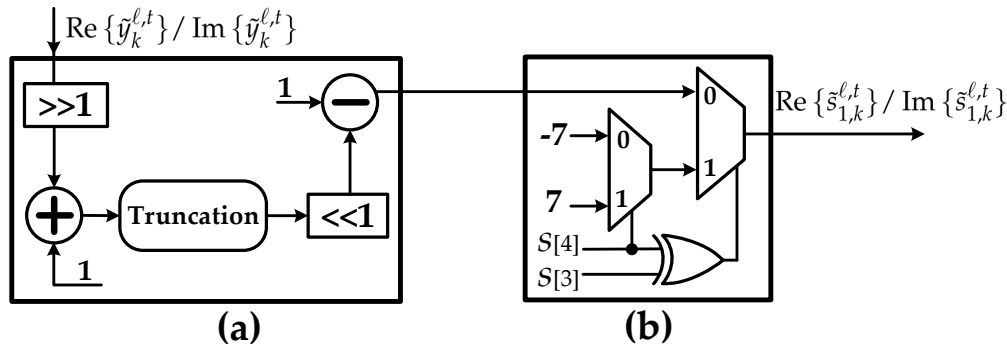 Re {ỹ_k^{ℓ,t}} / Im {ỹ_k^{ℓ,t}}
>>1
1
Truncation
<<1
1
-7
7
0
1
0
1
S[4]
S[3]
Re {s̃_{1,k}^{ℓ,t}} / Im {s̃_{1,k}^{ℓ,t}}
(a)
(b)